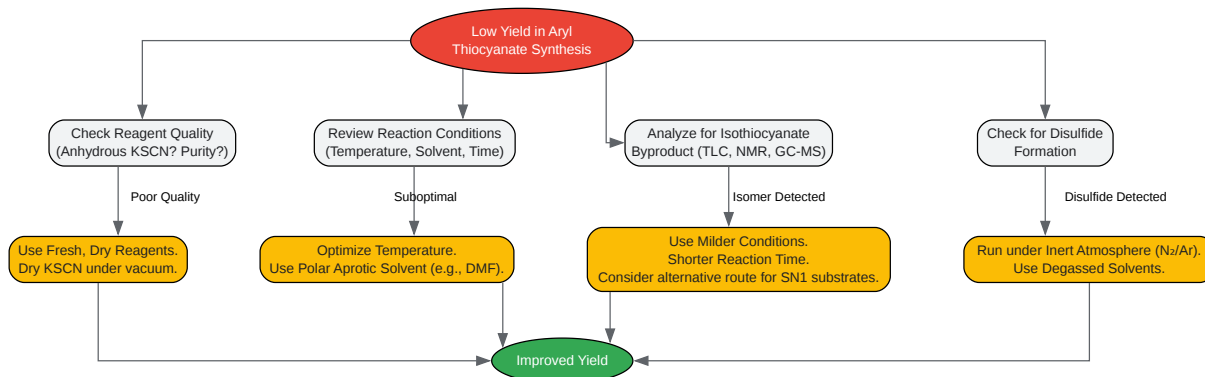 Low Yield in Aryl
Thiocyanate Synthesis
Check Reagent Quality
(Anhydrous KSCN? Purity?)
Review Reaction Conditions
(Temperature, Solvent, Time)
Analyze for Isothiocyanate
Byproduct (TLC, NMR, GC-MS)
Check for Disulfide
Formation
Poor Quality
Suboptimal
Isomer Detected
Disulfide Detected
Use Fresh, Dry Reagents.
Dry KSCN under vacuum.
Optimize Temperature.
Use Polar Aprotic Solvent (e.g., DMF).
Use Milder Conditions.
Shorter Reaction Time.
Consider alternative route for SN1 substrates.
Run under Inert Atmosphere (N₂/Ar).
Use Degassed Solvents.
Improved Yield